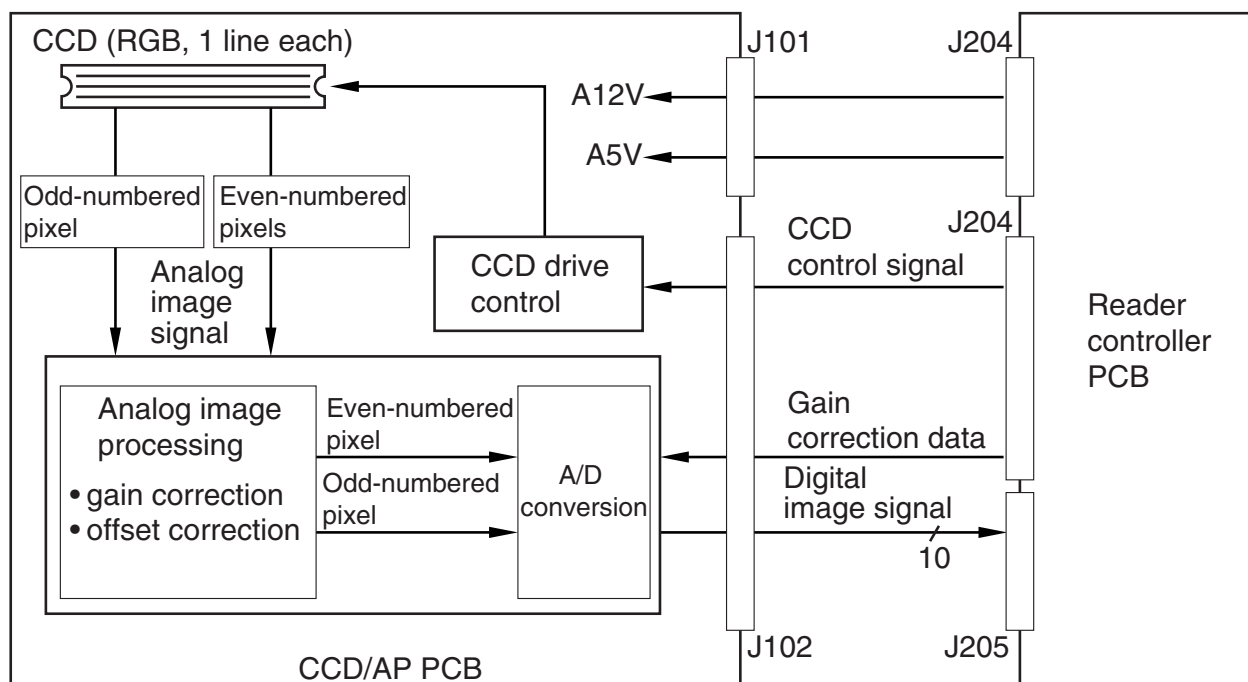 CCD (RGB, 1 line each)
J101
J204
A12V
A5V
Odd-numbered
pixel
Even-numbered
pixels
J204
CCD
control signal
CCD drive
control
Analog
image
signal
Reader
controller
PCB
Analog image
processing
• gain correction
• offset correction
Even-numbered
pixel
Odd-numbered
pixel
A/D
conversion
Gain
correction data
Digital
image signal
10
J102
J205
CCD/AP PCB